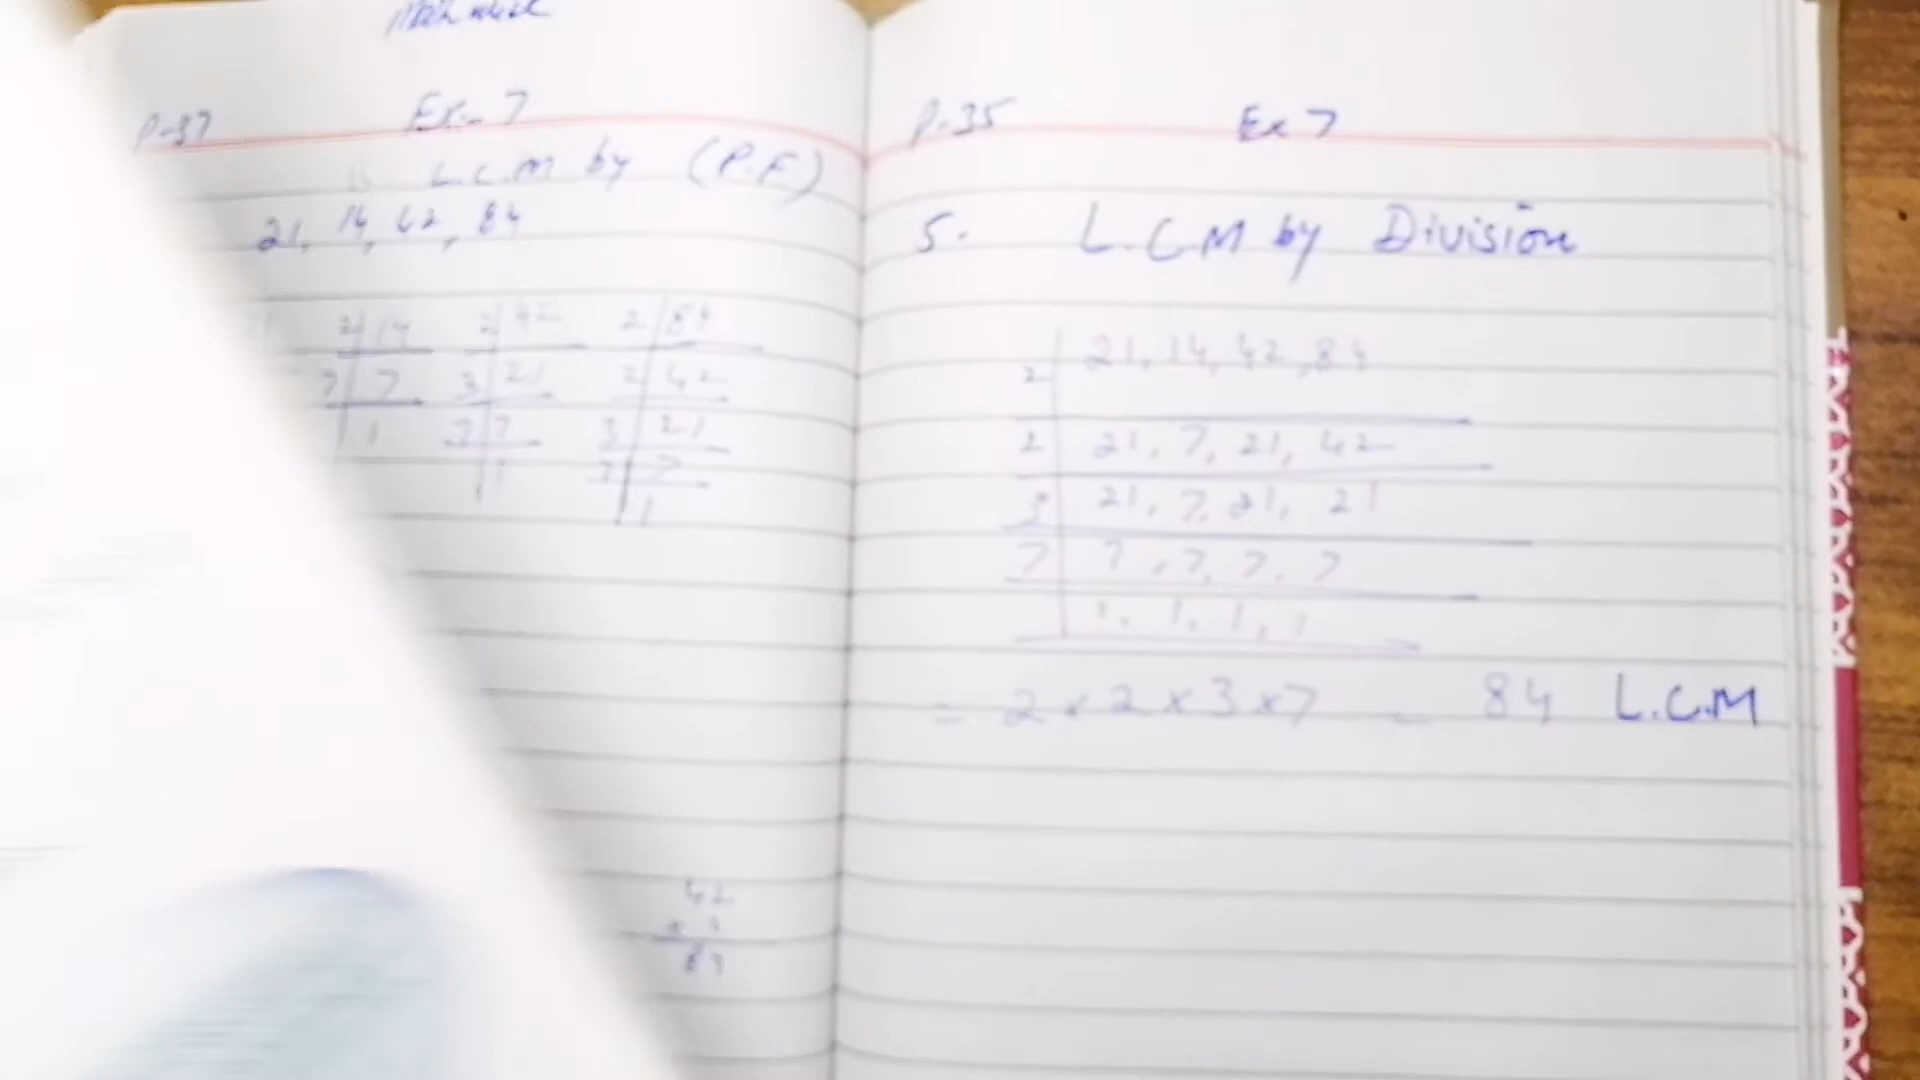 P-37 Ex-7
L.C.M by (P.F)
21, 14, 42, 84
2 14 2 42 2 84
7 7 3 21 2 42
1 7 7 3 21
1 7 7
1
42
84
P-35 Ex 7
5. L.C.M by Division
2 21, 14, 42, 84
2 21, 7, 21, 42
3 21, 7, 21, 21
7 7, 7, 7, 7
1, 1, 1, 1
= 2 x 2 x 3 x 7 = 84 L.C.M